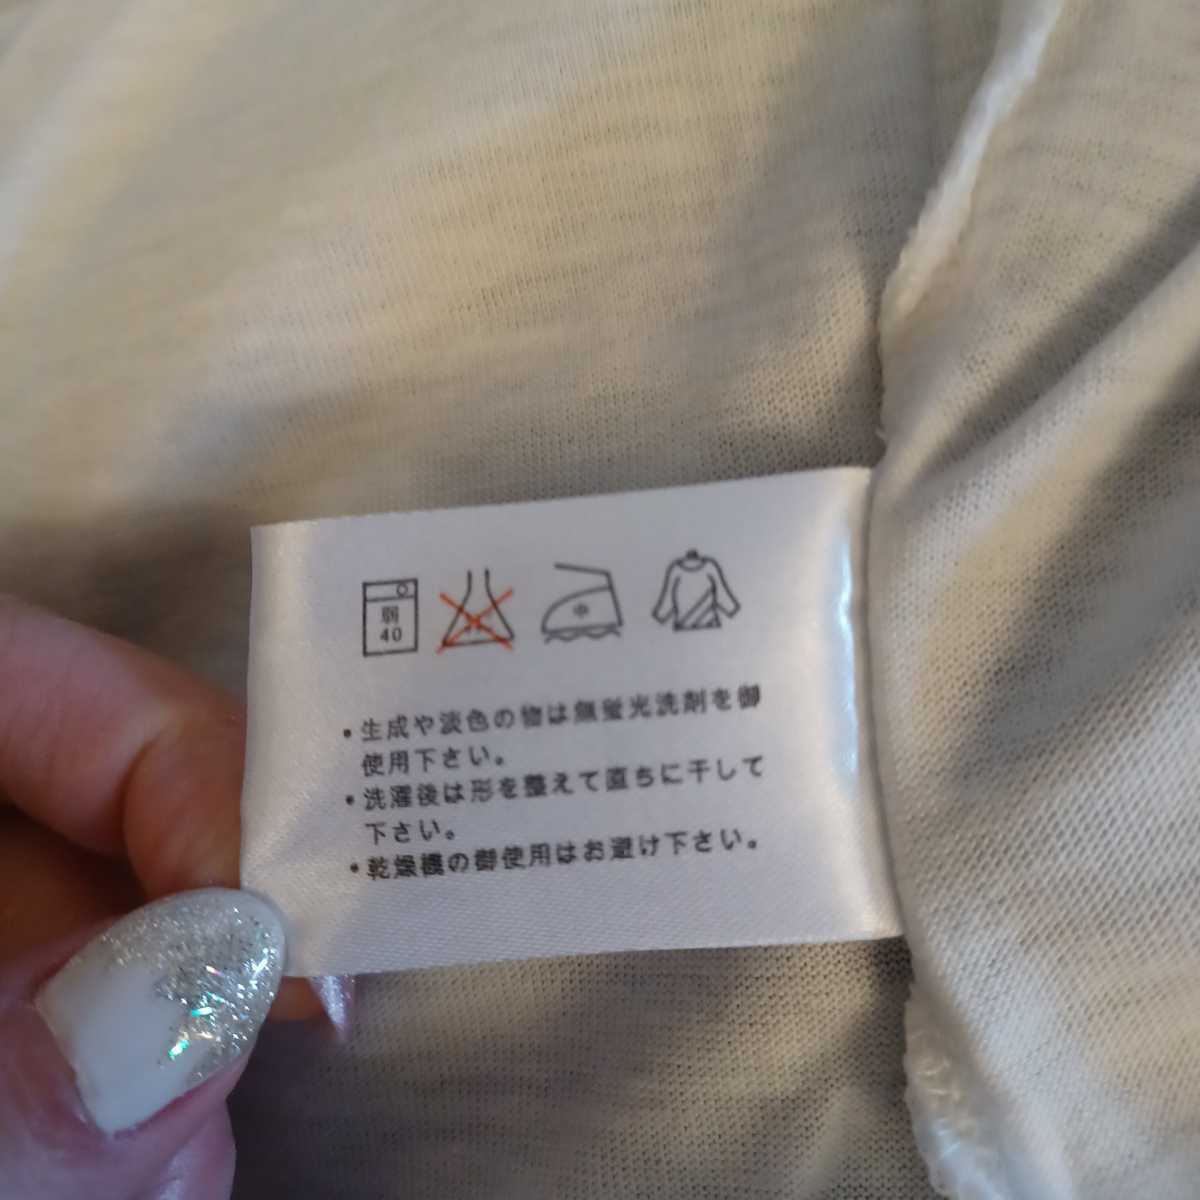 弱
40
中
・生成や淡色の物は無蛍光洗剤を御
使用下さい。
・洗濯後は形を整えて直ちに干して
下さい。
・乾燥機の御使用はお避け下さい。